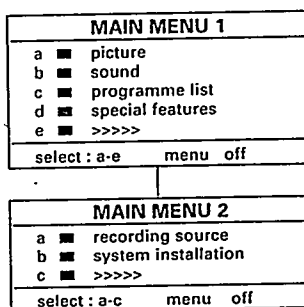 MAIN MENU 1
a ■ picture
b ■ sound
c ■ programme list
d ■ special features
e ■ >>>>>
select : a-e menu off
MAIN MENU 2
a ■ recording source
b ■ system installation
c ■ >>>>>
select : a-c menu off